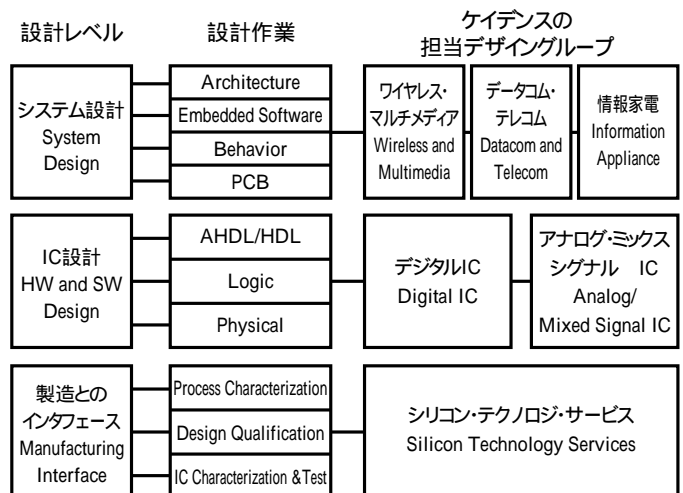 設計レベル
設計作業
ケイデンスの
担当デザイングループ
システム設計
System
Design
Architecture
Embedded Software
Behavior
PCB
ワイヤレス・
マルチメディア
Wireless and
Multimedia
データコム・
テレコム
Datacom and
Telecom
情報家電
Information
Appliance
IC設計
HW and SW
Design
AHDL/HDL
Logic
Physical
デジタルIC
Digital IC
アナログ・ミックス
シグナル　IC
Analog/
Mixed Signal IC
製造との
インタフェース
Manufacturing
Interface
Process Characterization
Design Qualification
IC Characterization &Test
シリコン・テクノロジ・サービス
Silicon Technology Services